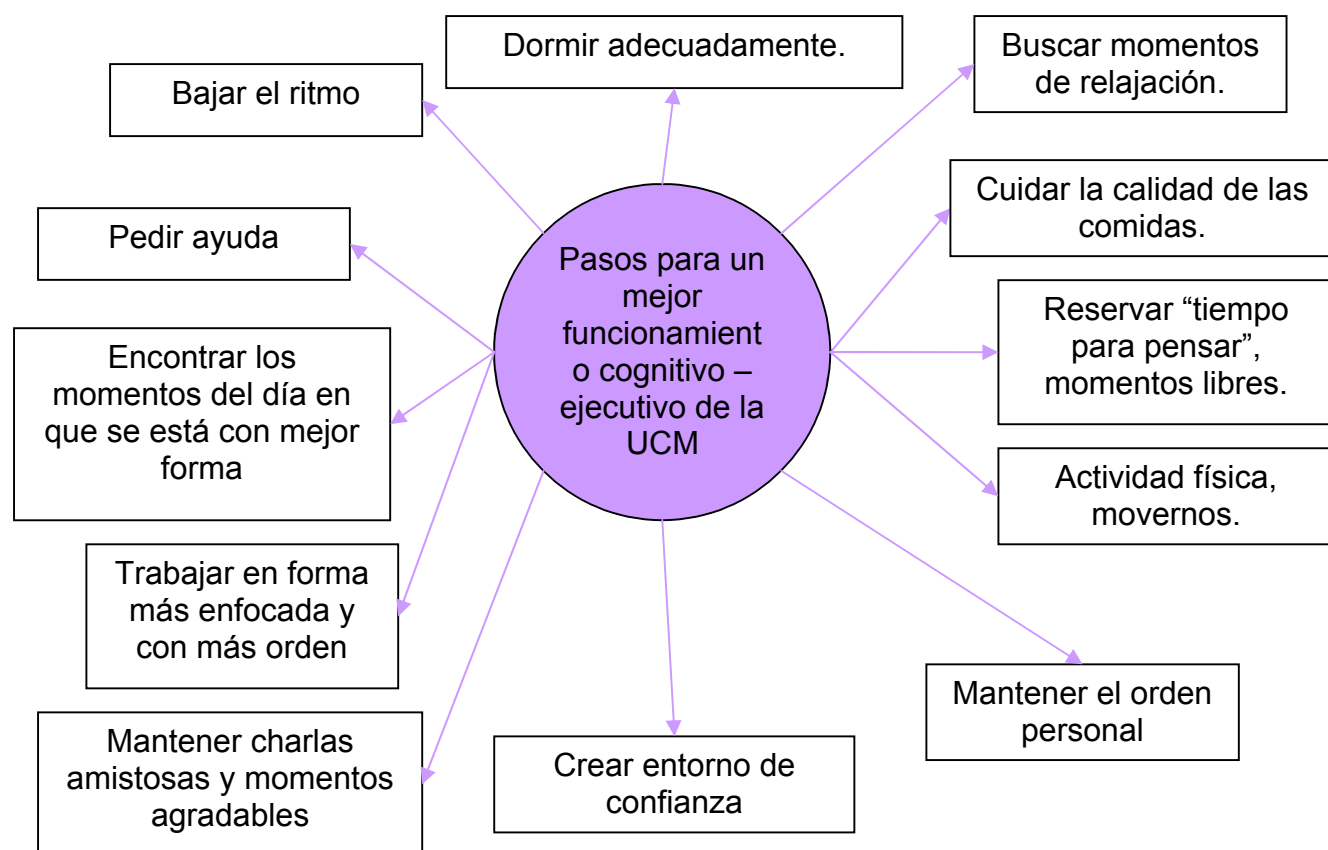 Dormir adecuadamente.
Buscar momentos
de relajación.
Bajar el ritmo
Cuidar la calidad de las
comidas.
Pedir ayuda
Pasos para un
mejor
funcionamient
o cognitivo –
ejecutivo de la
UCM
Reservar “tiempo
para pensar”,
momentos libres.
Encontrar los
momentos del día en
que se está con mejor
forma
Actividad física,
movernos.
Trabajar en forma
más enfocada y
con más orden
Mantener el orden
personal
Mantener charlas
amistosas y momentos
agradables
Crear entorno de
confianza